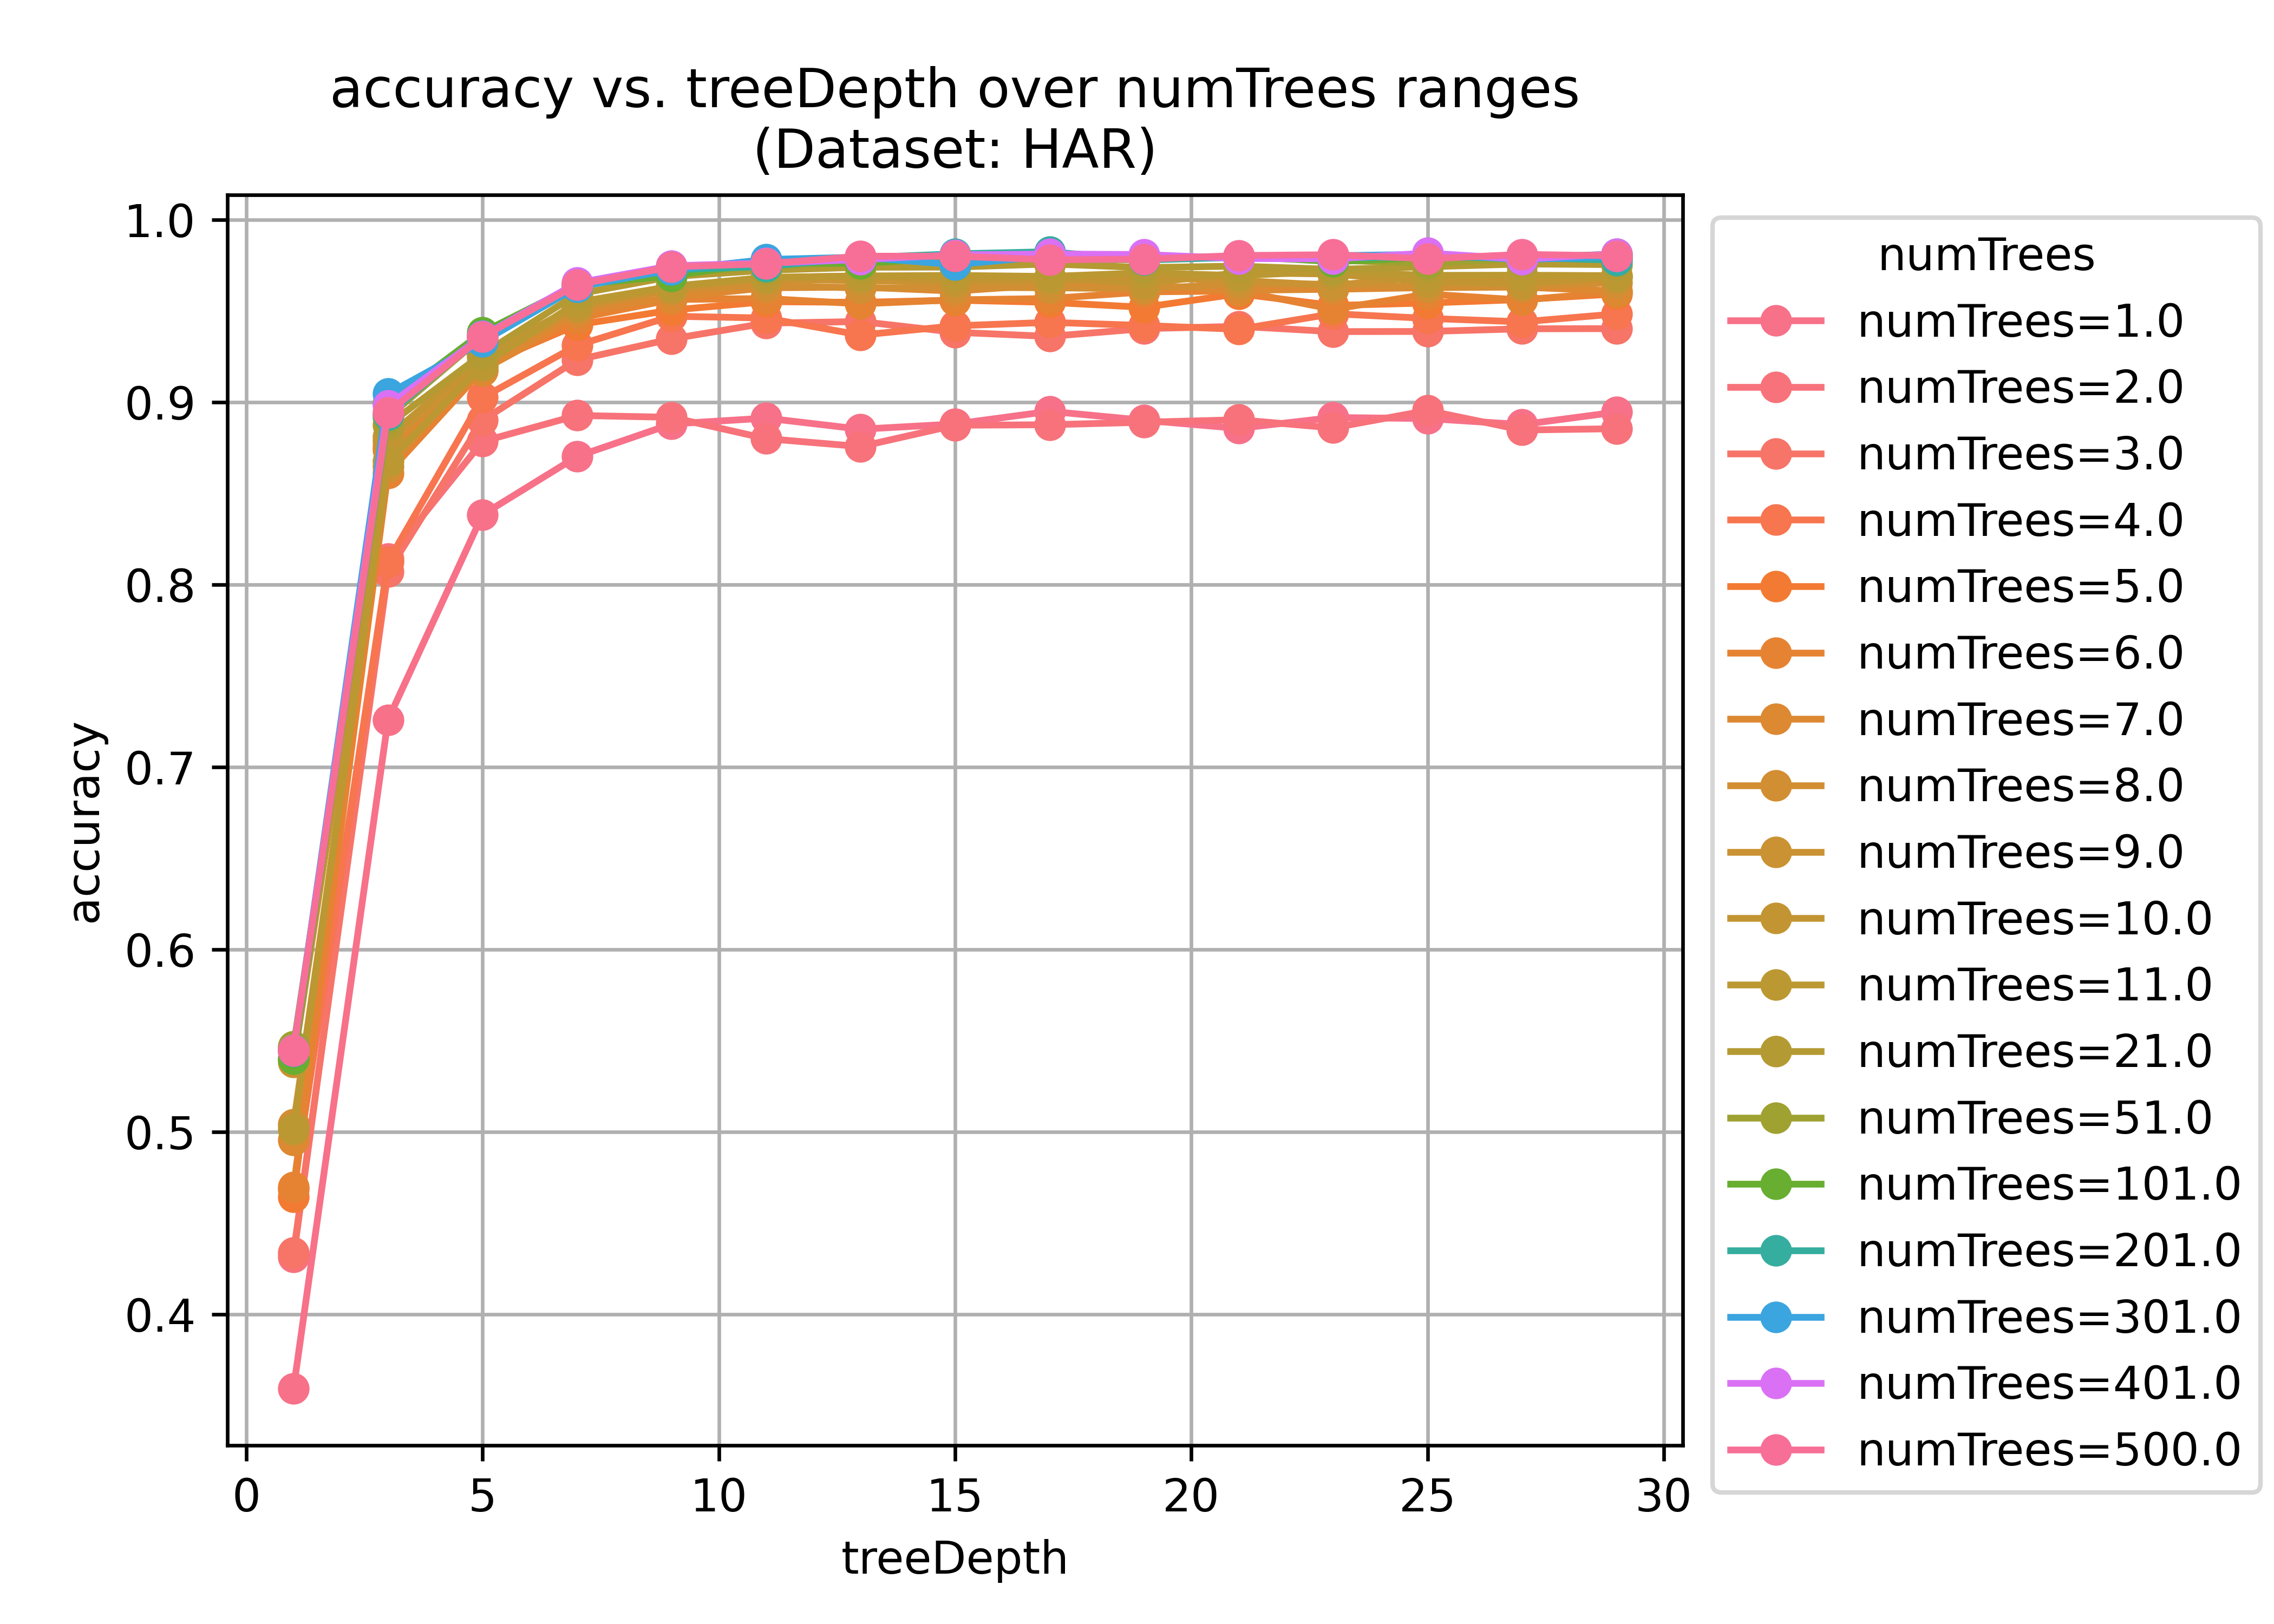 accuracy vs. treeDepth over numTrees ranges
(Dataset: HAR)
1.0
0.9
0.8
0.7
0.6
0.5
0.4
accuracy
0 5 10 15 20 25 30
treeDepth
numTrees
numTrees=1.0
numTrees=2.0
numTrees=3.0
numTrees=4.0
numTrees=5.0
numTrees=6.0
numTrees=7.0
numTrees=8.0
numTrees=9.0
numTrees=10.0
numTrees=11.0
numTrees=21.0
numTrees=51.0
numTrees=101.0
numTrees=201.0
numTrees=301.0
numTrees=401.0
numTrees=500.0